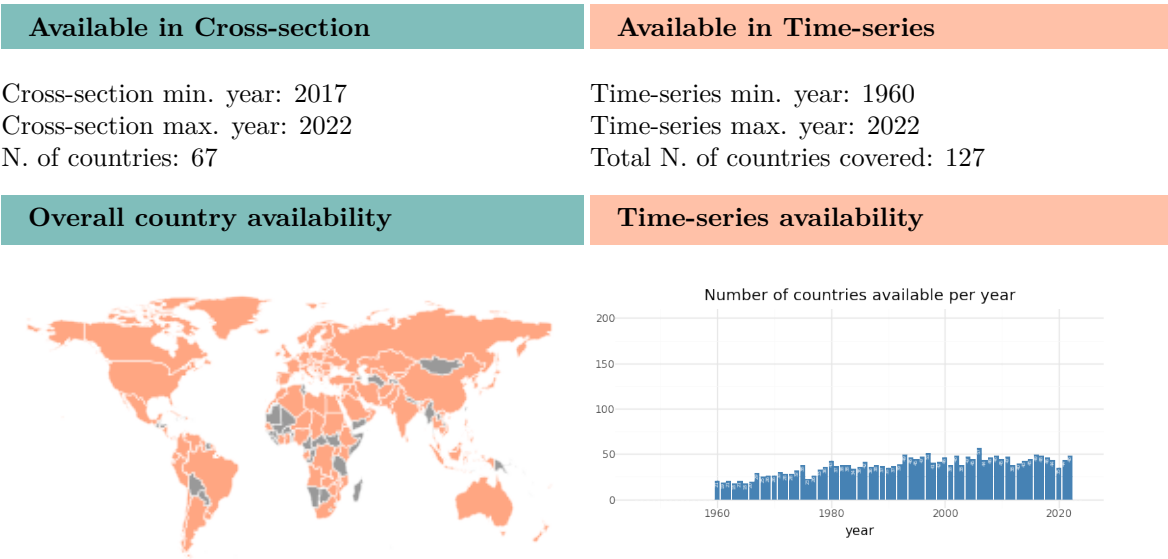 Available in Cross-section
Available in Time-series
Cross-section min. year: 2017
Cross-section max. year: 2022
N. of countries: 67
Time-series min. year: 1960
Time-series max. year: 2022
Total N. of countries covered: 127
Overall country availability
Time-series availability
Number of countries available per year
200
150
100
50
0
1960
1980
2000
2020
year